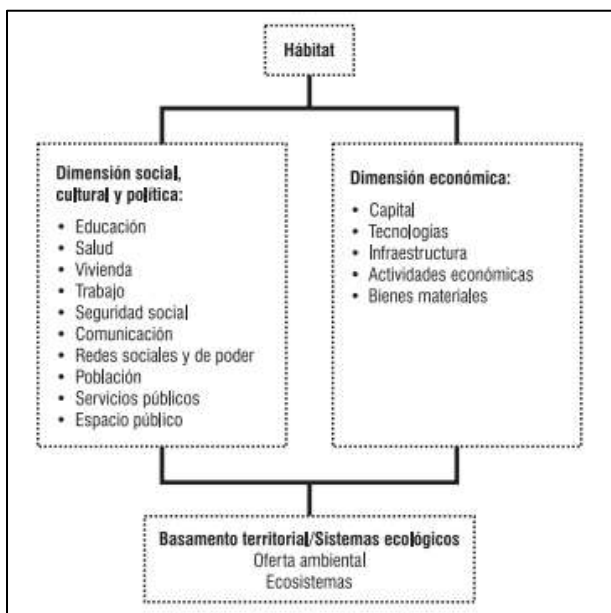 Hábitat
Dimensión social,
cultural y política:
• Educación
• Salud
• Vivienda
• Trabajo
• Seguridad social
• Comunicación
• Redes sociales y de poder
• Población
• Servicios públicos
• Espacio público
Dimensión económica:
• Capital
• Tecnologías
• Infraestructura
• Actividades económicas
• Bienes materiales
Basamento territorial/Sistemas ecológicos
Oferta ambiental
Ecosistemas